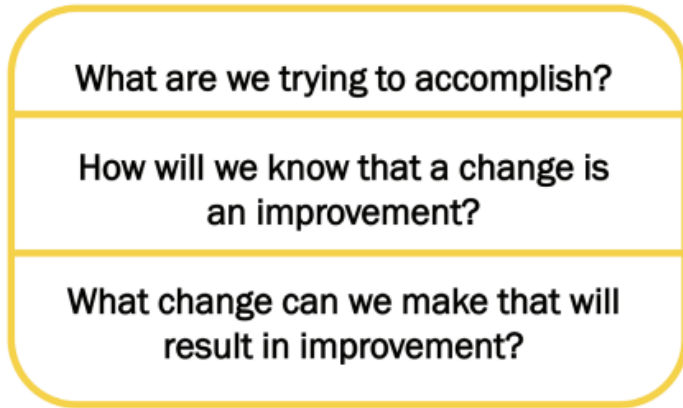 What are we trying to accomplish?
How will we know that a change is
an improvement?
What change can we make that will
result in improvement?